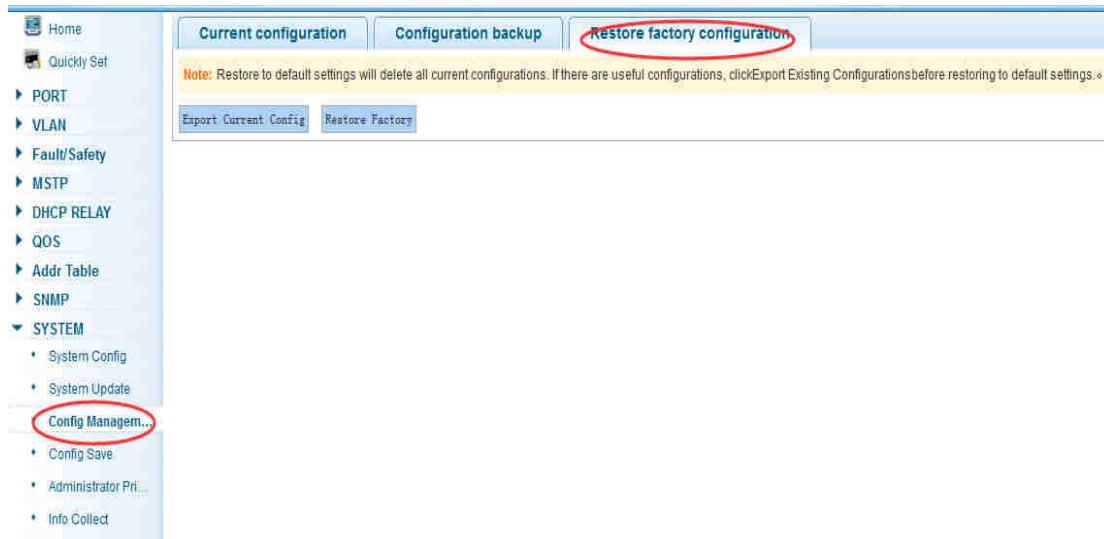 Home
Quickly Set
PORT
VLAN
Fault/Safety
MSTP
DHCP RELAY
QOS
Addr Table
SNMP
SYSTEM
System Config
System Update
Config Managem...
Config Save
Administrator Pri...
Info Collect
Current configuration
Configuration backup
Restore factory configuration
Note: Restore to default settings will delete all current configurations. If there are useful configurations, clickExport Existing Configurationsbefore restoring to default settings.。
Export Current Config
Restore Factory